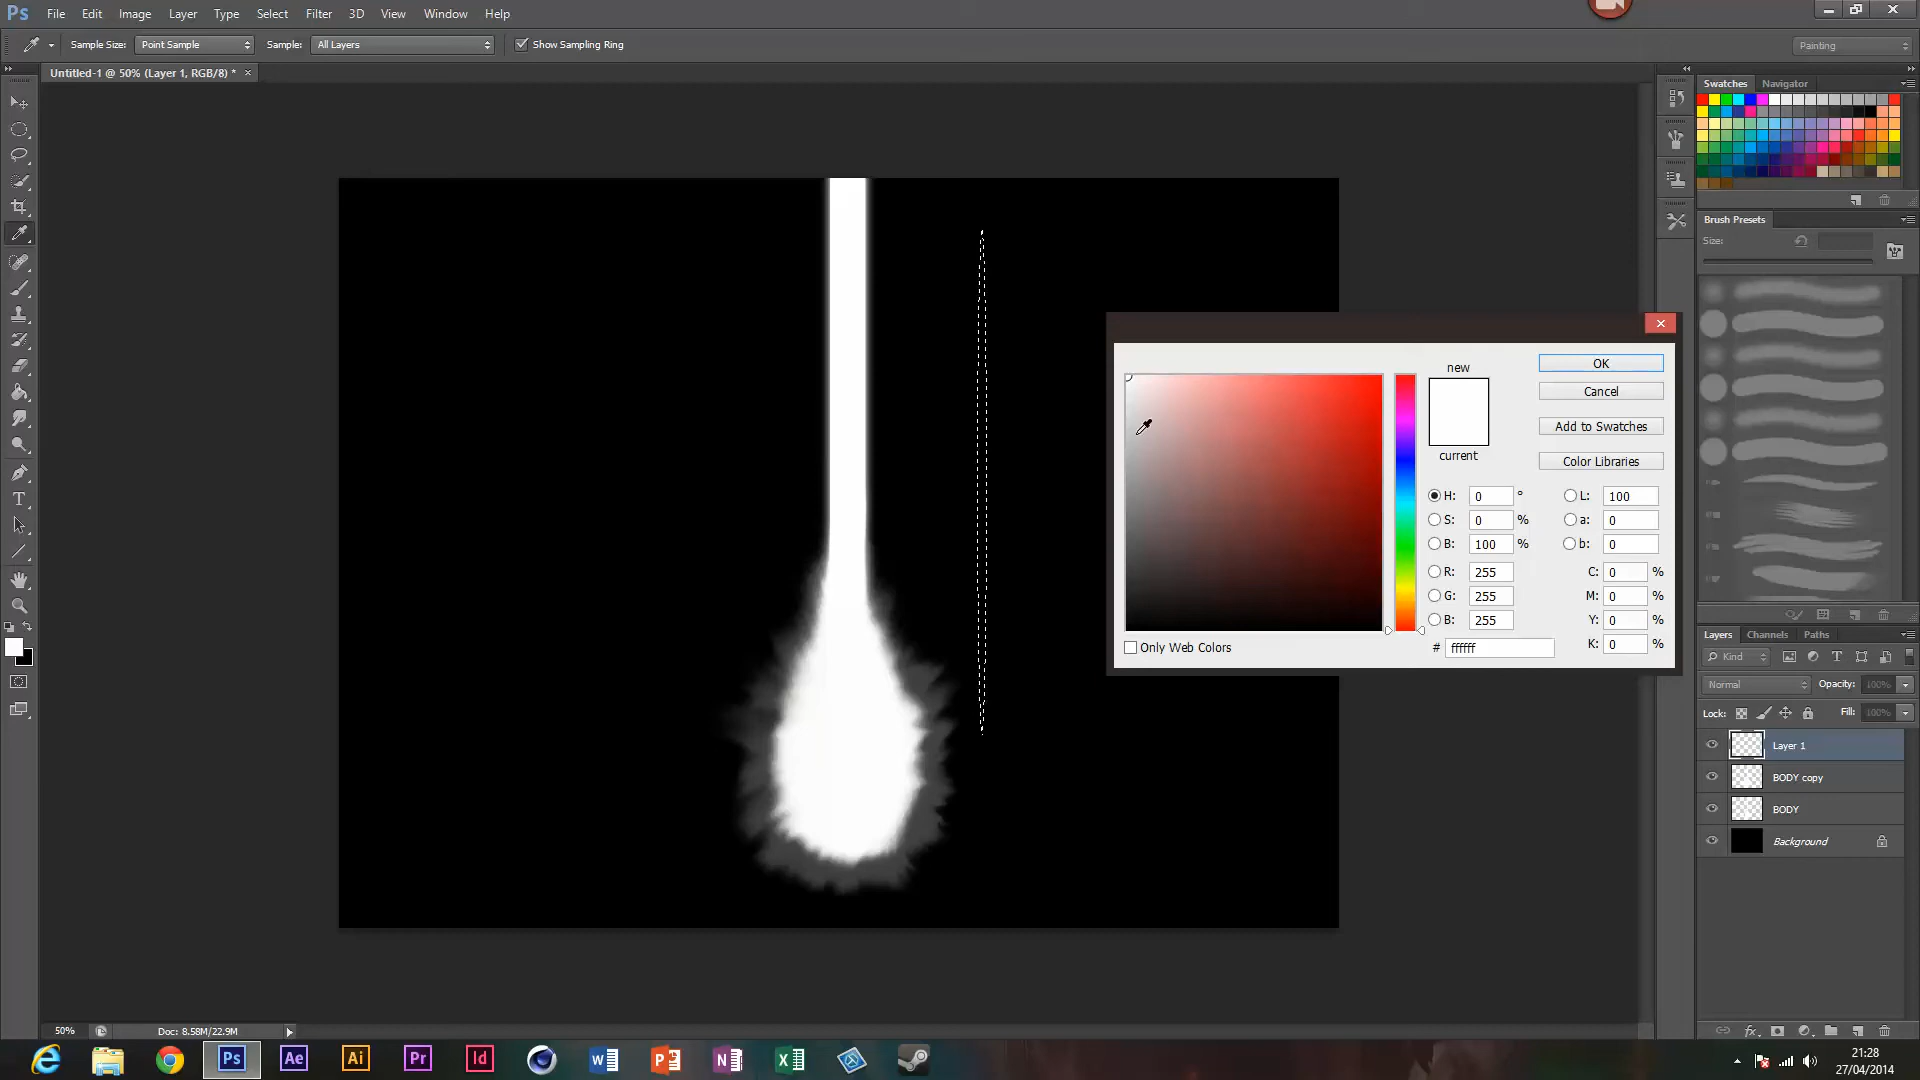 Ps File Edit Image Layer Type Select Filter 3D View Window Help
Sample Size: Point Sample Sample: All Layers Show Sampling Ring Painting
Untitled-1 @ 50% (Layer 1, RGB/8) * ×
Swatches Navigator
Brush Presets
Size:
new
current
OK
Cancel
Add to Swatches
Color Libraries
H: 0 ° L: 100
S: 0 % a: 0
B: 100 % b: 0
R: 255 C: 0 %
G: 255 M: 0 %
B: 255 Y: 0 %
Only Web Colors # ffffff K: 0 %
Layers Channels Paths
Kind
Normal Opacity: 100%
Lock: Fill: 100%
Layer 1
BODY copy
BODY
Background
50% Doc: 8.58M/22.9M
Ps Ae Ai Pr Id
21:28
27/04/2014